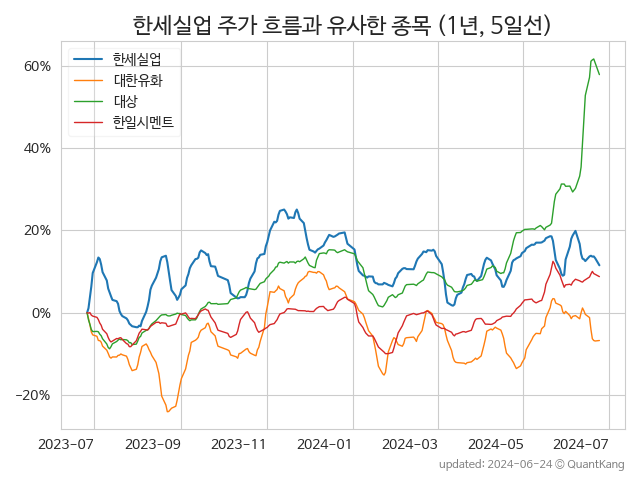 한세실업 주가 흐름과 유사한 종목 (1년, 5일선)
한세실업
대한유화
대상
한일시멘트
60%
40%
20%
0%
−20%
2023-07 2023-09 2023-11 2024-01 2024-03 2024-05 2024-07
updated: 2024-06-24 © QuantKang